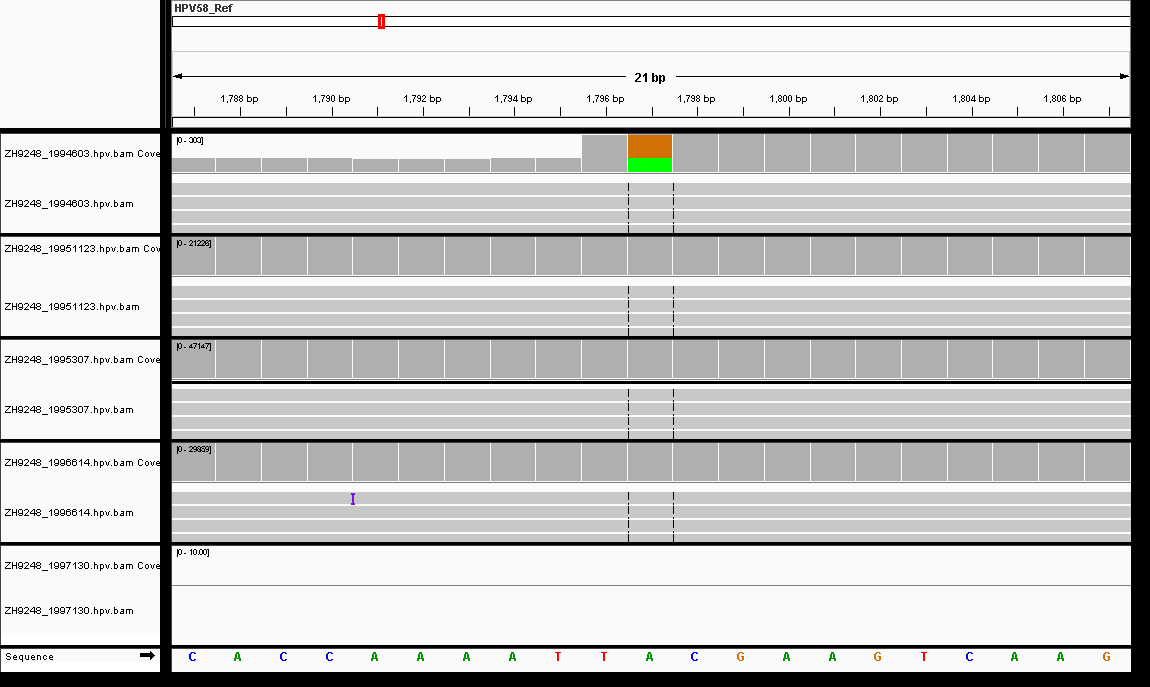 HPV58_Ref
21 bp
1,788 bp 1,790 bp 1,792 bp 1,794 bp 1,796 bp 1,798 bp 1,800 bp 1,802 bp 1,804 bp 1,806 bp
[0 - 303]
ZH9248_1994603.hpv.bam Cove
ZH9248_1994603.hpv.bam
[0 - 21226]
ZH9248_19951123.hpv.bam Cov
ZH9248_19951123.hpv.bam
[0 - 47147]
ZH9248_1995307.hpv.bam Cove
ZH9248_1995307.hpv.bam
[0 - 29859]
ZH9248_1996614.hpv.bam Cove
ZH9248_1996614.hpv.bam
[0 - 10.00]
ZH9248_1997130.hpv.bam Cove
ZH9248_1997130.hpv.bam
Sequence C A C C A A A A T T A C G A A G T C A A G